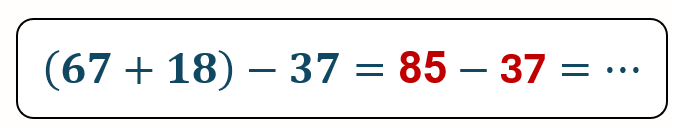 (67 + 18) − 37 = 85 − 37 = ⋯